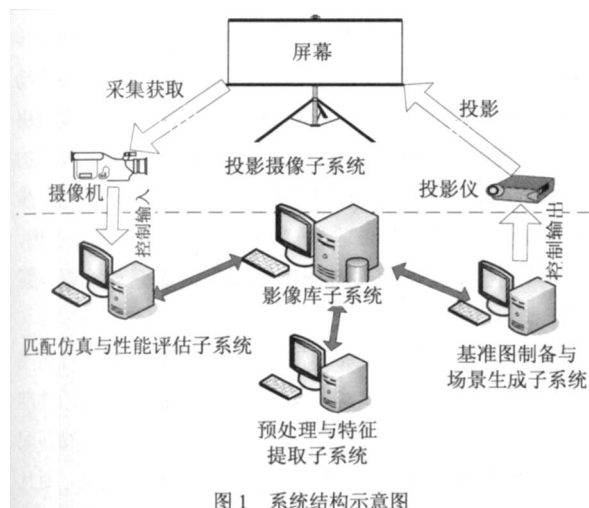 屏幕
采集获取
投影
投影摄像子系统
摄像机
投影仪
控制输入
控制输出
影像库子系统
匹配仿真与性能评估子系统
基准图制备与
场景生成子系统
预处理与特征
提取子系统
图 1 系统结构示意图